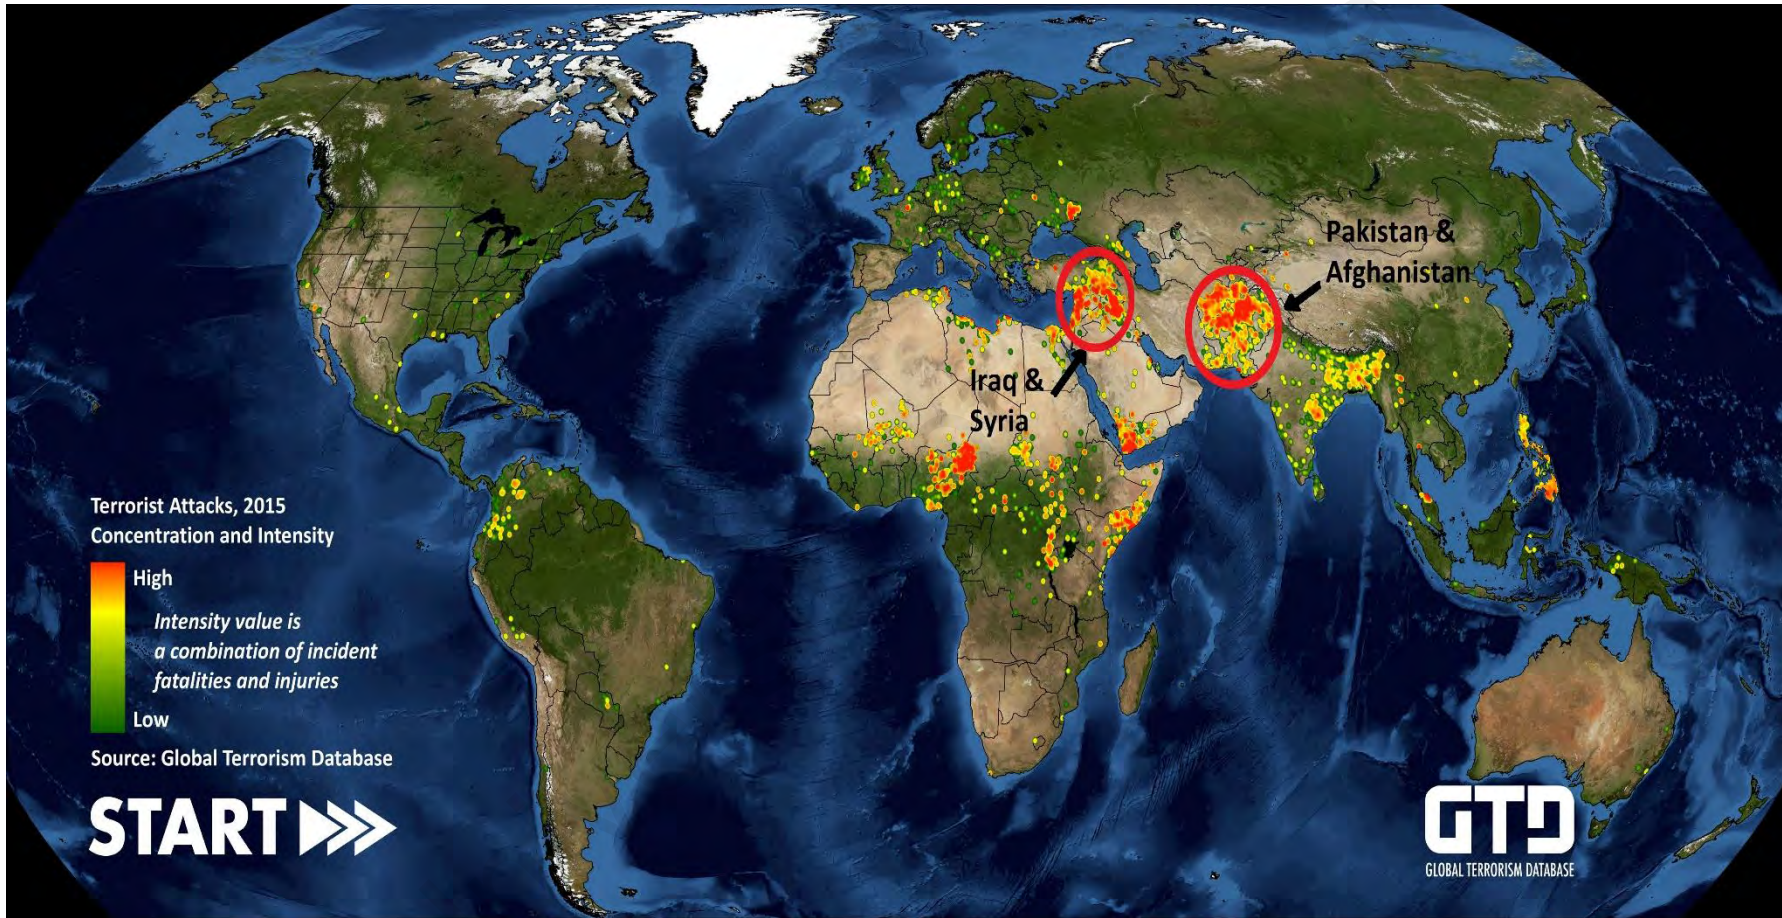 Pakistan &
Afghanistan
Iraq &
Syria
Terrorist Attacks, 2015
Concentration and Intensity
High
Intensity value is
a combination of incident
fatalities and injuries
Low
Source: Global Terrorism Database
START
GTD
GLOBAL TERRORISM DATABASE